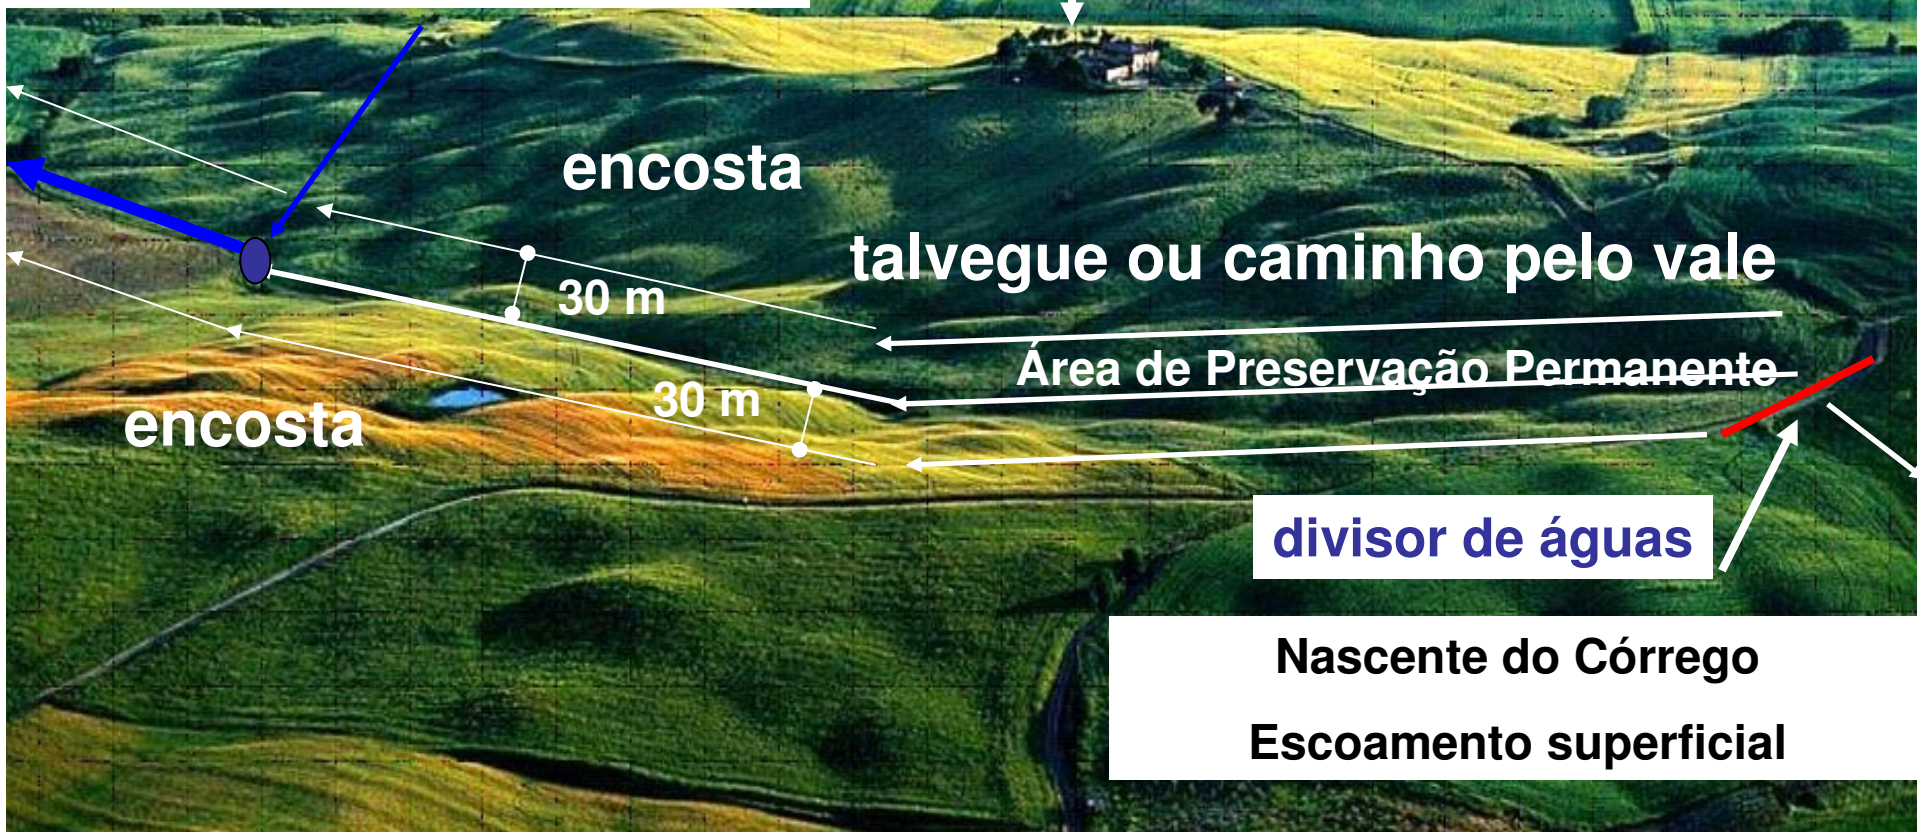 encosta
talvegue ou caminho pelo vale
30 m
Área de Preservação Permanente
30 m
encosta
divisor de águas
Nascente do Córrego
Escoamento superficial